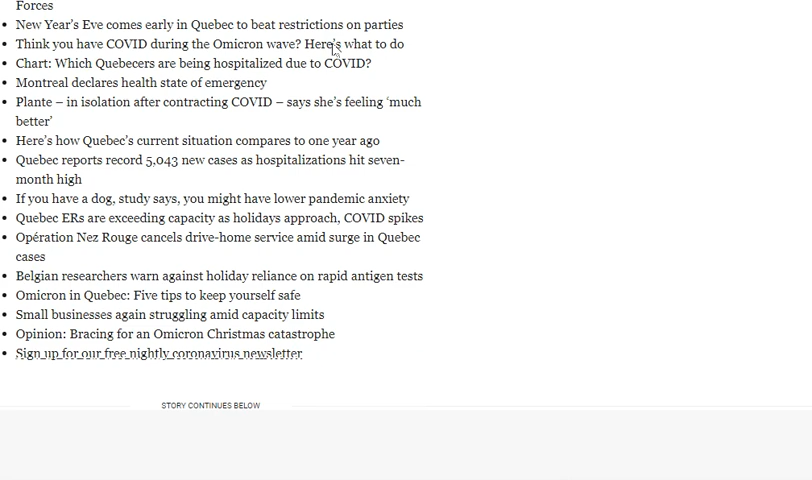 Forces
• New Year's Eve comes early in Quebec to beat restrictions on parties
• Think you have COVID during the Omicron wave? Here's what to do
• Chart: Which Quebecers are being hospitalized due to COVID?
• Montreal declares health state of emergency
• Plante – in isolation after contracting COVID – says she's feeling ‘much
better’
• Here's how Quebec's current situation compares to one year ago
• Quebec reports record 5,043 new cases as hospitalizations hit seven-
month high
• If you have a dog, study says, you might have lower pandemic anxiety
• Quebec ERs are exceeding capacity as holidays approach, COVID spikes
• Opération Nez Rouge cancels drive-home service amid surge in Quebec
cases
• Belgian researchers warn against holiday reliance on rapid antigen tests
• Omicron in Quebec: Five tips to keep yourself safe
• Small businesses again struggling amid capacity limits
• Opinion: Bracing for an Omicron Christmas catastrophe
• Sign up for our free nightly coronavirus newsletter
STORY CONTINUES BELOW